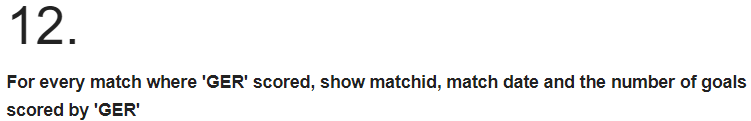 12.
For every match where 'GER' scored, show matchid, match date and the number of goals
scored by 'GER'